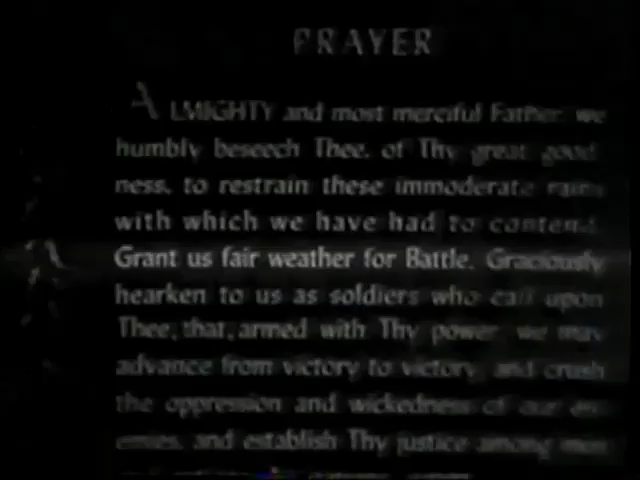 PRAYER
ALMIGHTY and most merciful Father, we
humbly beseech Thee, of Thy great good-
ness, to restrain these immoderate rains
with which we have had to contend.
Grant us fair weather for Battle. Graciously
hearken to us as soldiers who call upon
Thee, that, armed with Thy power, we may
advance from victory to victory, and crush
the oppression and wickedness of our en-
emies, and establish Thy justice among men